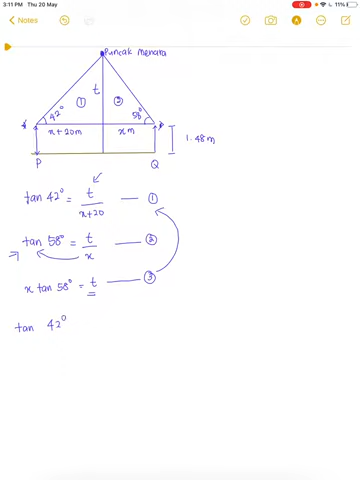 3:11 PM Thu 20 May
11%
Notes
Puncak Menara
t
42° ① ② 58°
x + 20m x m
1.48m
P Q
tan 42° = t / x+20 — ①
tan 58° = t / x — ②
x tan 58° = t — ③
tan 42°